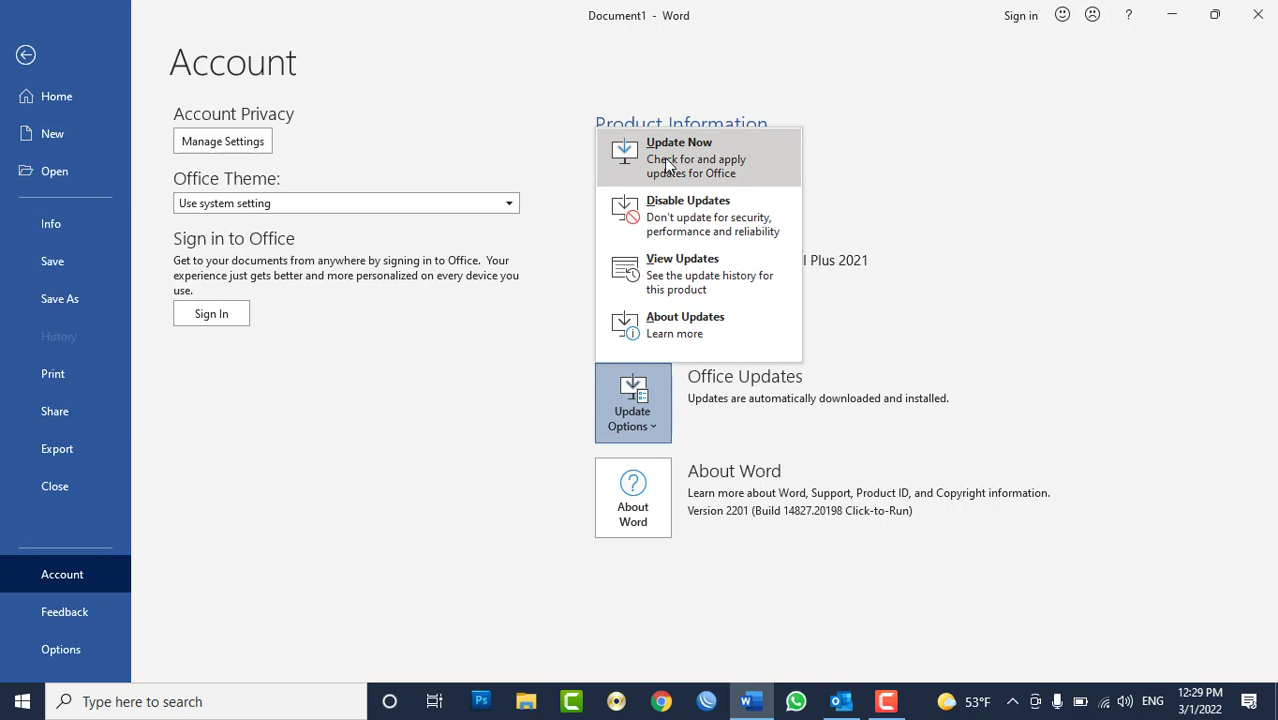 Document1 - Word
Sign in
?
Account
Home
New
Open
Info
Save
Save As
History
Print
Share
Export
Close
Account
Feedback
Options
Account Privacy
Manage Settings
Office Theme:
Use system setting
Sign in to Office
Get to your documents from anywhere by signing in to Office. Your
experience just gets better and more personalized on every device you
use.
Sign In
Product Information
Update Now
Check for and apply
updates for Office
Disable Updates
Don't update for security,
performance and reliability
View Updates
See the update history for
this product
About Updates
Learn more
l Plus 2021
Update
Options
Office Updates
Updates are automatically downloaded and installed.
About
Word
About Word
Learn more about Word, Support, Product ID, and Copyright information.
Version 2201 (Build 14827.20198 Click-to-Run)
Type here to search
Ps
53°F
ENG
12:29 PM
3/1/2022